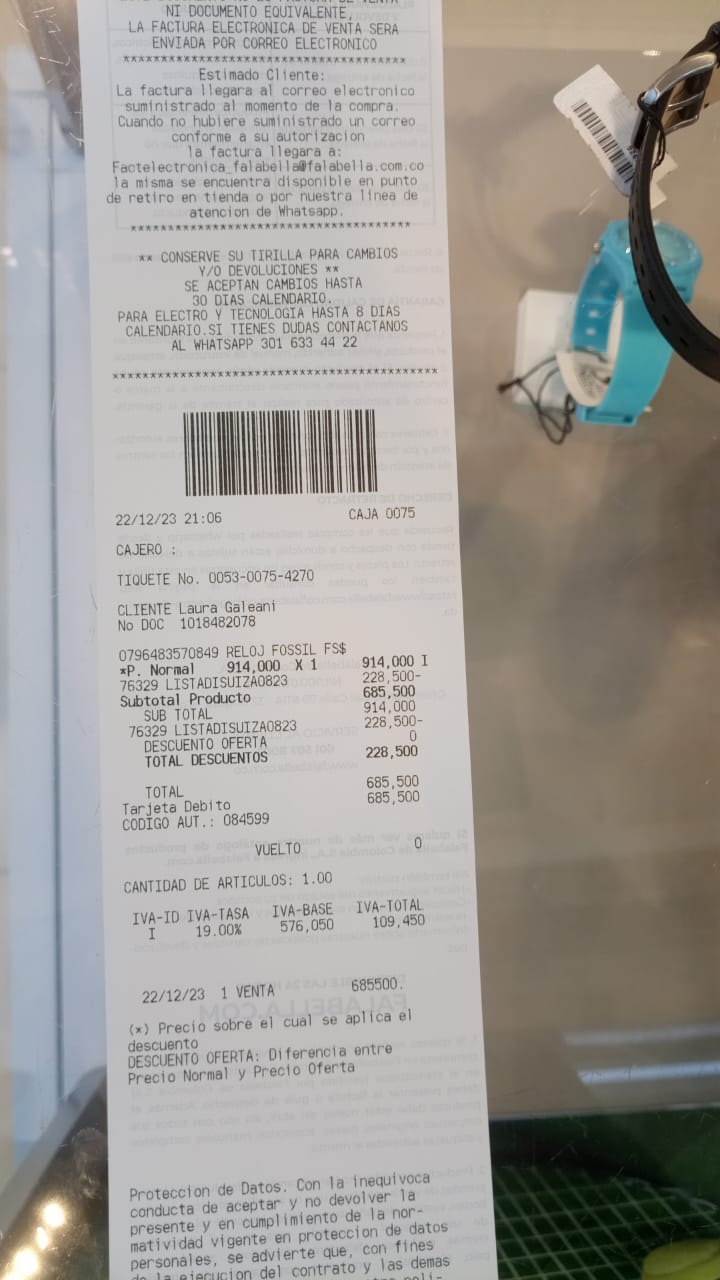 NI DOCUMENTO EQUIVALENTE,
LA FACTURA ELECTRONICA DE VENTA SERA
ENVIADA POR CORREO ELECTRONICO
*************************************
Estimado Cliente:
La factura llegara al correo electronico
suministrado al momento de la compra.
Cuando no hubiere suministrado un correo
conforme a su autorizacion
la factura llegara a:
Factelectronica_falabella@falabella.com.co
la misma se encuentra disponible en punto
de retiro en tienda o por nuestra linea de
atencion de Whatsapp.
*************************************
** CONSERVE SU TIRILLA PARA CAMBIOS
Y/O DEVOLUCIONES **
SE ACEPTAN CAMBIOS HASTA
30 DIAS CALENDARIO.
PARA ELECTRO Y TECNOLOGIA HASTA 8 DIAS
CALENDARIO.SI TIENES DUDAS CONTACTANOS
AL WHATSAPP 301 633 44 22
******************************************
22/12/23 21:06 CAJA 0075
CAJERO :
TIQUETE No. 0053-0075-4270
CLIENTE Laura Galeani
No DOC 1018482078
0796483570849 RELOJ FOSSIL FS$
*P. Normal 914,000 X 1 914,000 I
76329 LISTADISUIZA0823 228,500-
Subtotal Producto 685,500
SUB TOTAL 914,000
76329 LISTADISUIZA0823 228,500-
DESCUENTO OFERTA 0
TOTAL DESCUENTOS 228,500
TOTAL 685,500
Tarjeta Debito 685,500
CODIGO AUT.: 084599
VUELTO 0
CANTIDAD DE ARTICULOS: 1.00
IVA-ID IVA-TASA IVA-BASE IVA-TOTAL
I 19.00% 576,050 109,450
22/12/23 1 VENTA 685500.
(*) Precio sobre el cual se aplica el
descuento
DESCUENTO OFERTA: Diferencia entre
Precio Normal y Precio Oferta
Proteccion de Datos. Con la inequivoca
conducta de aceptar y no devolver la
presente y en cumplimiento de la nor-
matividad vigente en proteccion de datos
personales, se advierte que, con fines
de la ejecucion del contrato y las demas